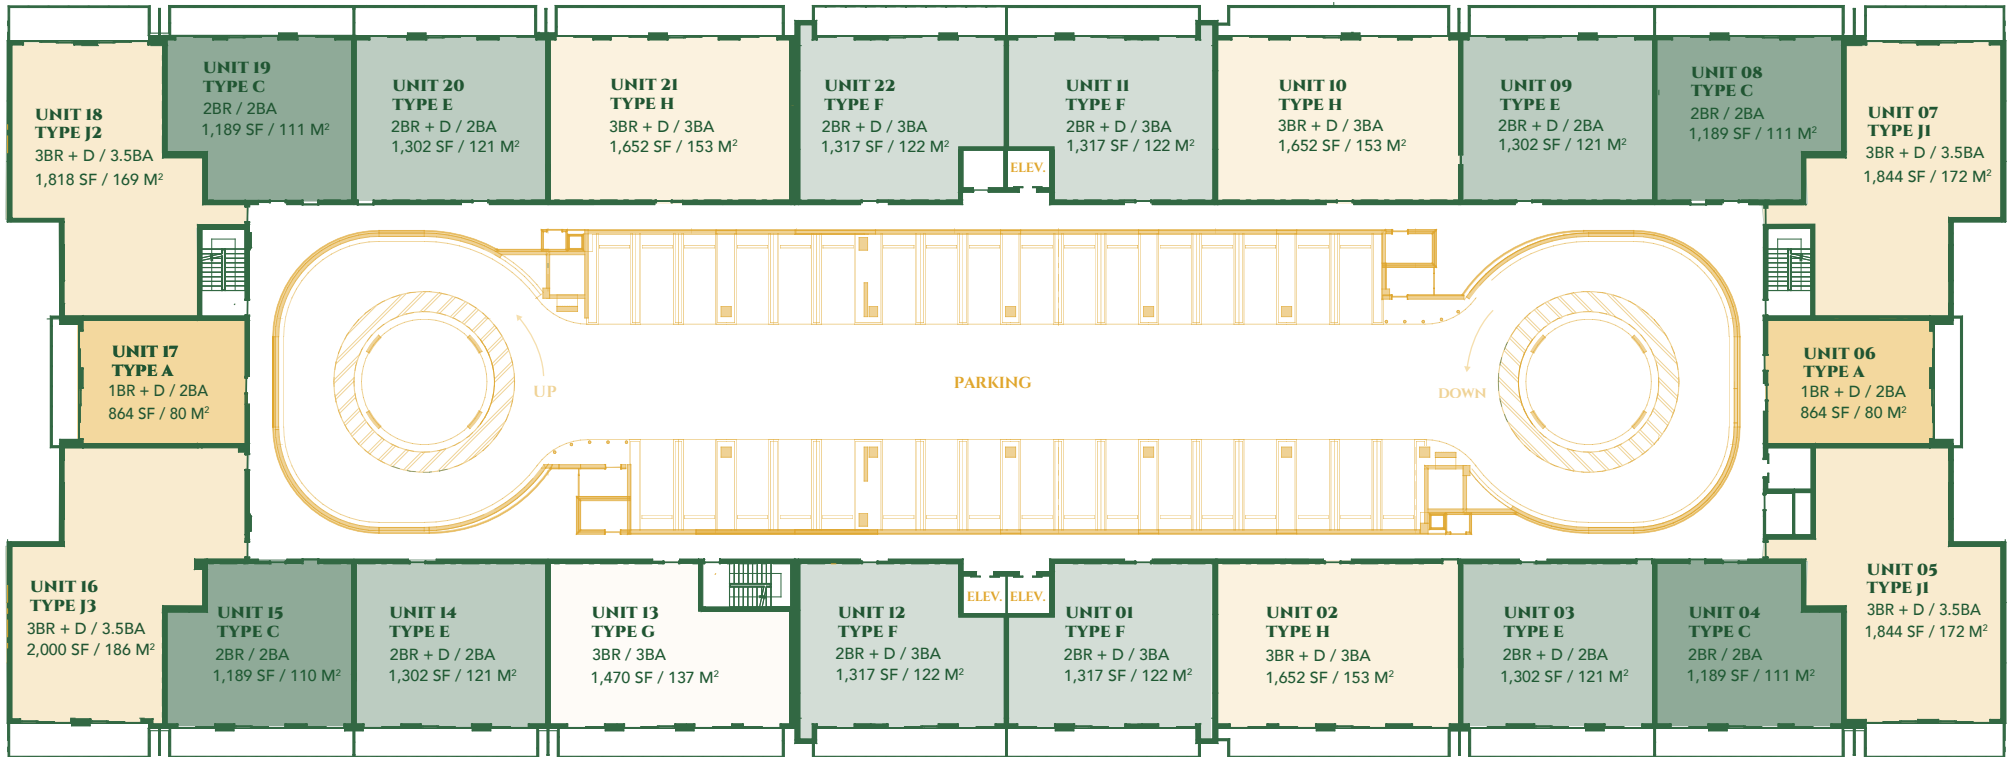 UNIT 18
TYPE J2
3BR + D / 3.5BA
1,818 SF / 169 M²
UNIT 19
TYPE C
2BR / 2BA
1,189 SF / 111 M²
UNIT 20
TYPE E
2BR + D / 2BA
1,302 SF / 121 M²
UNIT 21
TYPE H
3BR + D / 3BA
1,652 SF / 153 M²
UNIT 22
TYPE F
2BR + D / 3BA
1,317 SF / 122 M²
ELEV.
UNIT 11
TYPE F
2BR + D / 3BA
1,317 SF / 122 M²
UNIT 10
TYPE H
3BR + D / 3BA
1,652 SF / 153 M²
UNIT 09
TYPE E
2BR + D / 2BA
1,302 SF / 121 M²
UNIT 08
TYPE C
2BR / 2BA
1,189 SF / 111 M²
UNIT 07
TYPE J1
3BR + D / 3.5BA
1,844 SF / 172 M²
UNIT 17
TYPE A
1BR + D / 2BA
864 SF / 80 M²
UP
PARKING
DOWN
UNIT 06
TYPE A
1BR + D / 2BA
864 SF / 80 M²
UNIT 16
TYPE J3
3BR + D / 3.5BA
2,000 SF / 186 M²
UNIT 15
TYPE C
2BR / 2BA
1,189 SF / 110 M²
UNIT 14
TYPE E
2BR + D / 2BA
1,302 SF / 121 M²
UNIT 13
TYPE G
3BR / 3BA
1,470 SF / 137 M²
UNIT 12
TYPE F
2BR + D / 3BA
1,317 SF / 122 M²
ELEV.
ELEV.
UNIT 01
TYPE F
2BR + D / 3BA
1,317 SF / 122 M²
UNIT 02
TYPE H
3BR + D / 3BA
1,652 SF / 153 M²
UNIT 03
TYPE E
2BR + D / 2BA
1,302 SF / 121 M²
UNIT 04
TYPE C
2BR / 2BA
1,189 SF / 111 M²
UNIT 05
TYPE J1
3BR + D / 3.5BA
1,844 SF / 172 M²